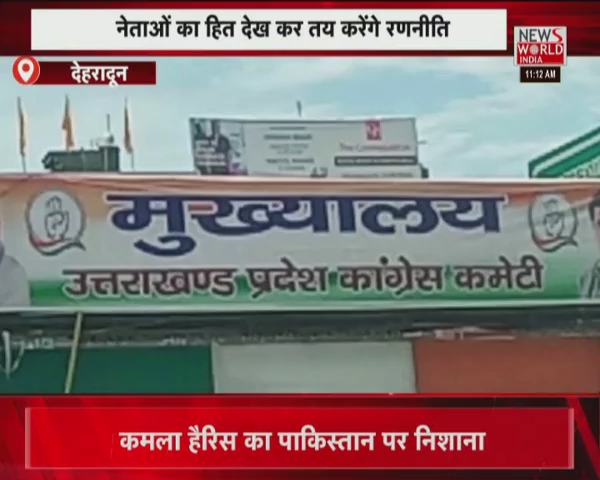 नेताओं का हित देख कर तय करेंगे रणनीति
NEWS
WORLD
INDIA
11:12 AM
देहरादून
मुख्यालय
उत्तराखण्ड प्रदेश कांग्रेस कमेटी
कमला हैरिस का पाकिस्तान पर निशाना